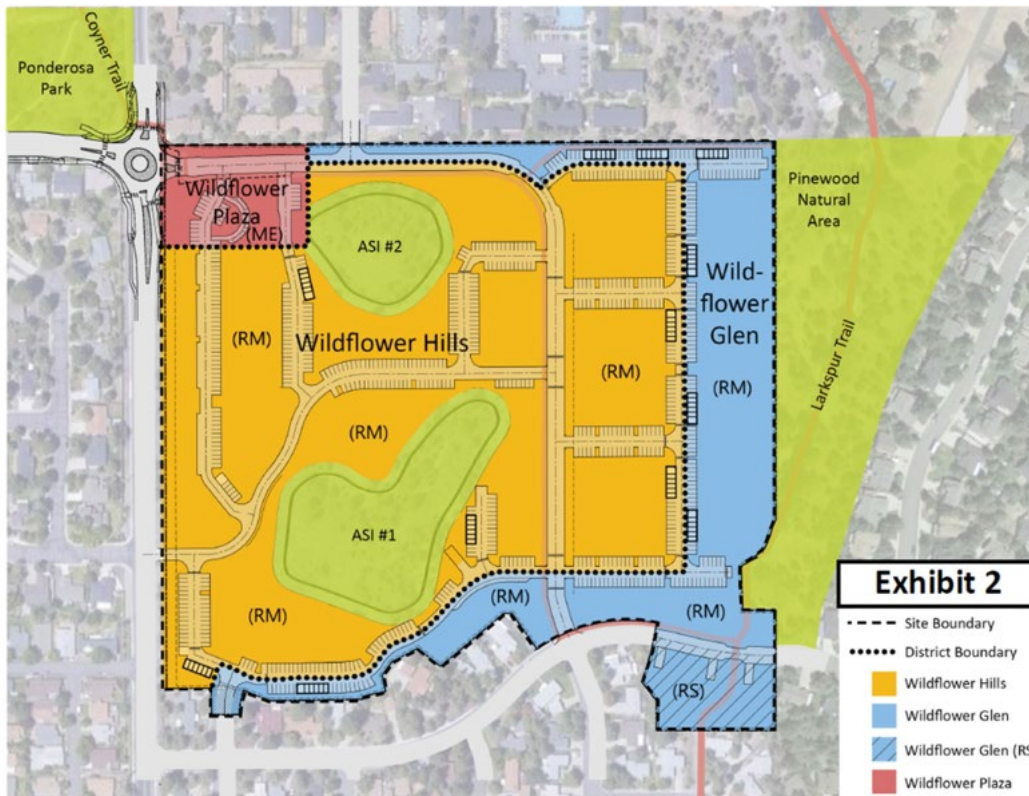 Coyner Trail
Ponderosa
Park
Wildflower
Plaza
(ME)
ASI #2
Pinewood
Natural
Area
Wild-
flower
Glen
(RM)
Wildflower Hills
(RM)
(RM)
(RM)
Larkspur Trail
ASI #1
(RM)
(RM)
(RM)
(RS)
Exhibit 2
Site Boundary
District Boundary
Wildflower Hills
Wildflower Glen
Wildflower Glen (RS
Wildflower Plaza